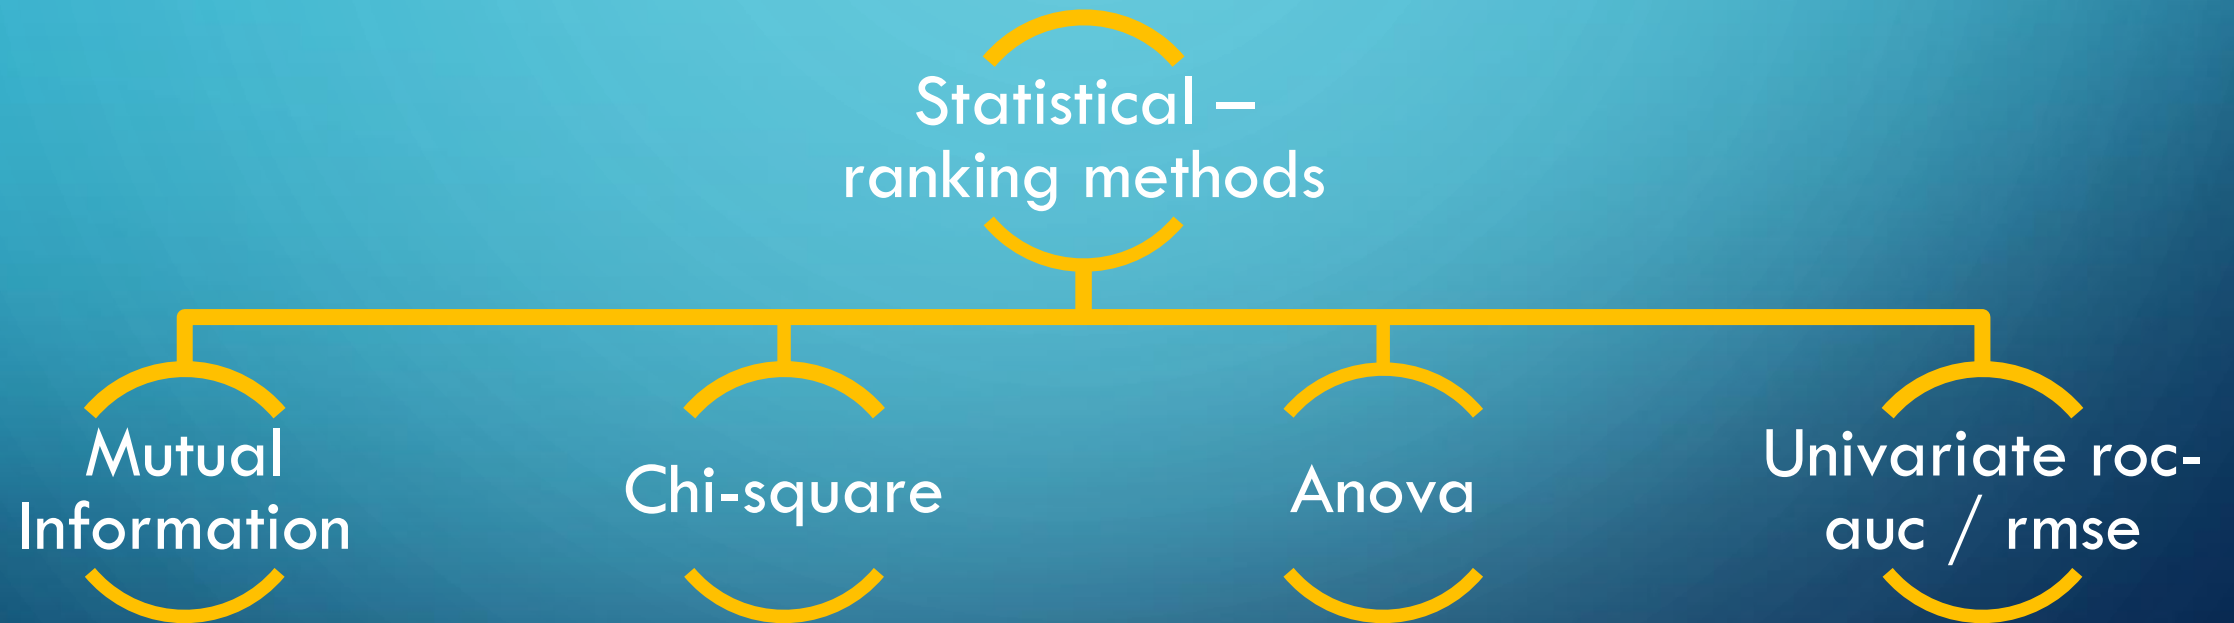 Statistical –
ranking methods
Mutual
Information
Chi-square
Anova
Univariate roc-
auc / rmse